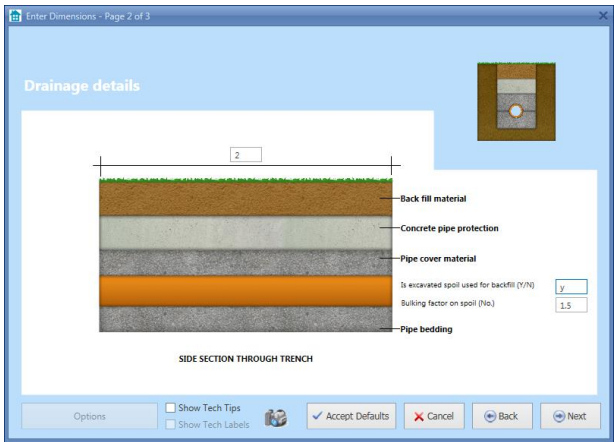 Enter Dimensions - Page 2 of 3
Drainage details
2
Back fill material
Concrete pipe protection
Pipe cover material
Is excavated spoil used for backfill (Y/N)
y
Bulking factor on spoil (No.)
1.5
Pipe bedding
SIDE SECTION THROUGH TRENCH
Options
Show Tech Tips
Show Tech Labels
Accept Defaults
Cancel
Back
Next